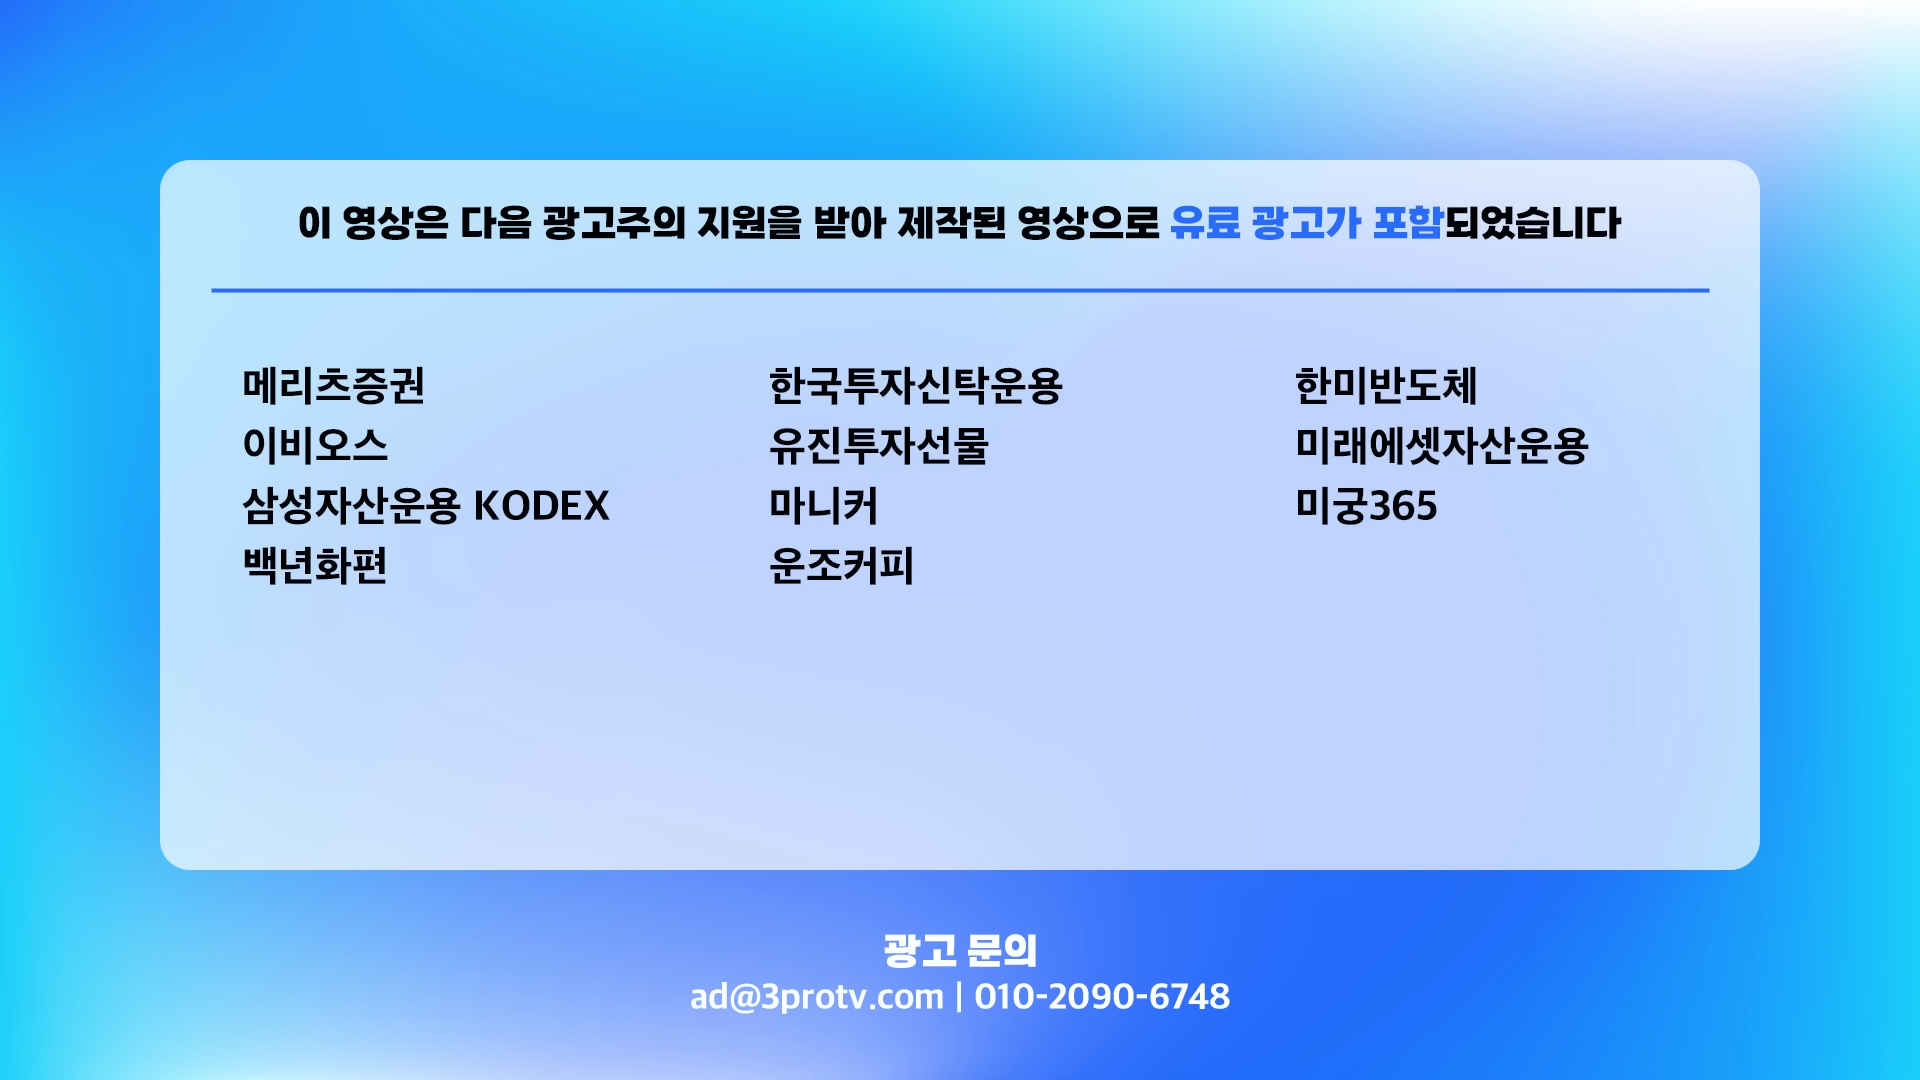 이 영상은 다음 광고주의 지원을 받아 제작된 영상으로 유료 광고가 포함되었습니다
메리츠증권
이비오스
삼성자산운용 KODEX
백년화편
한국투자신탁운용
유진투자선물
마니커
운조커피
한미반도체
미래에셋자산운용
미궁365
광고 문의
ad@3protv.com | 010-2090-6748